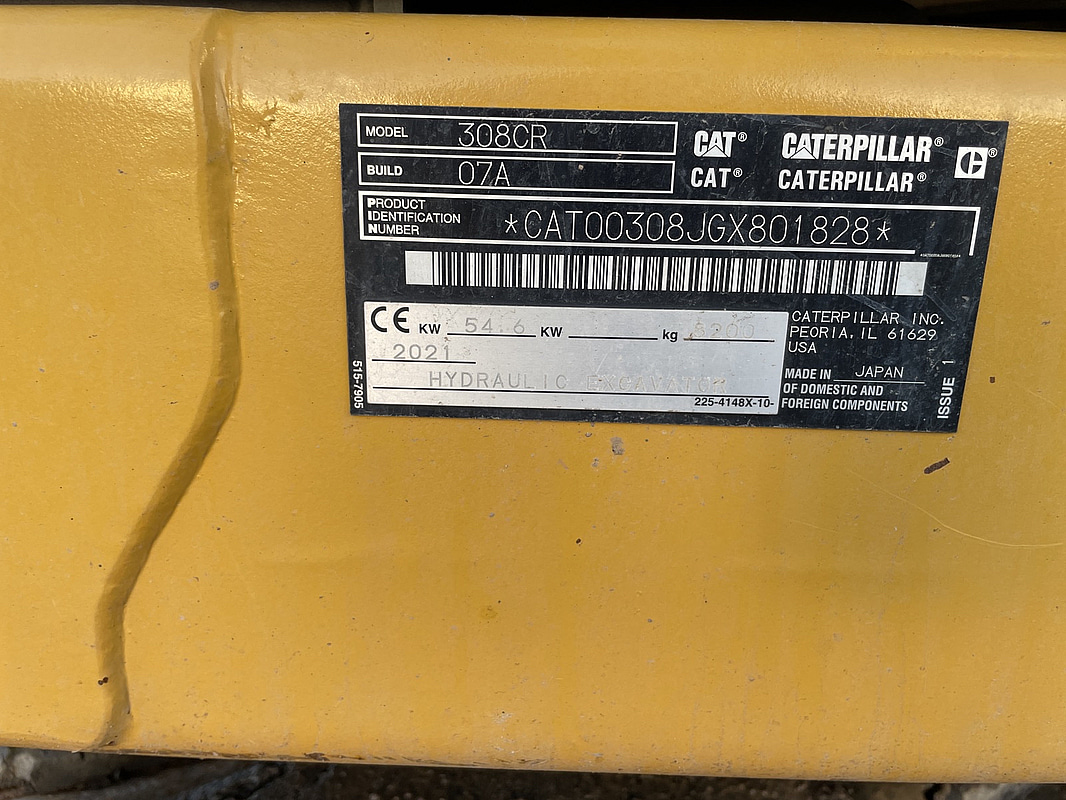 MODEL 308CR
BUILD 07A
CAT® CATERPILLAR®
CAT® CATERPILLAR®
C®
PRODUCT
IDENTIFICATION
NUMBER
*CAT00308JGX801828*
CE KW 54.6 KW kg
2021
HYDRAULIC EXCAVATOR
225-4148X-10-
515-7905
CATERPILLAR INC.
PEORIA, IL 61629
USA
MADE IN JAPAN
OF DOMESTIC AND
FOREIGN COMPONENTS
ISSUE 1